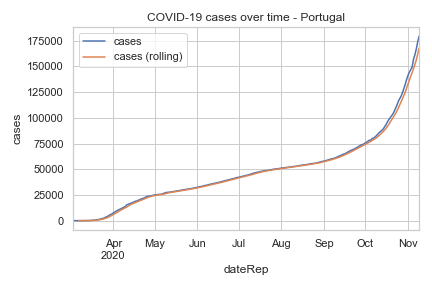 COVID-19 cases over time - Portugal
cases
cases (rolling)
175000
150000
125000
100000
75000
50000
25000
0
cases
Apr May Jun Jul Aug Sep Oct Nov
2020
dateRep